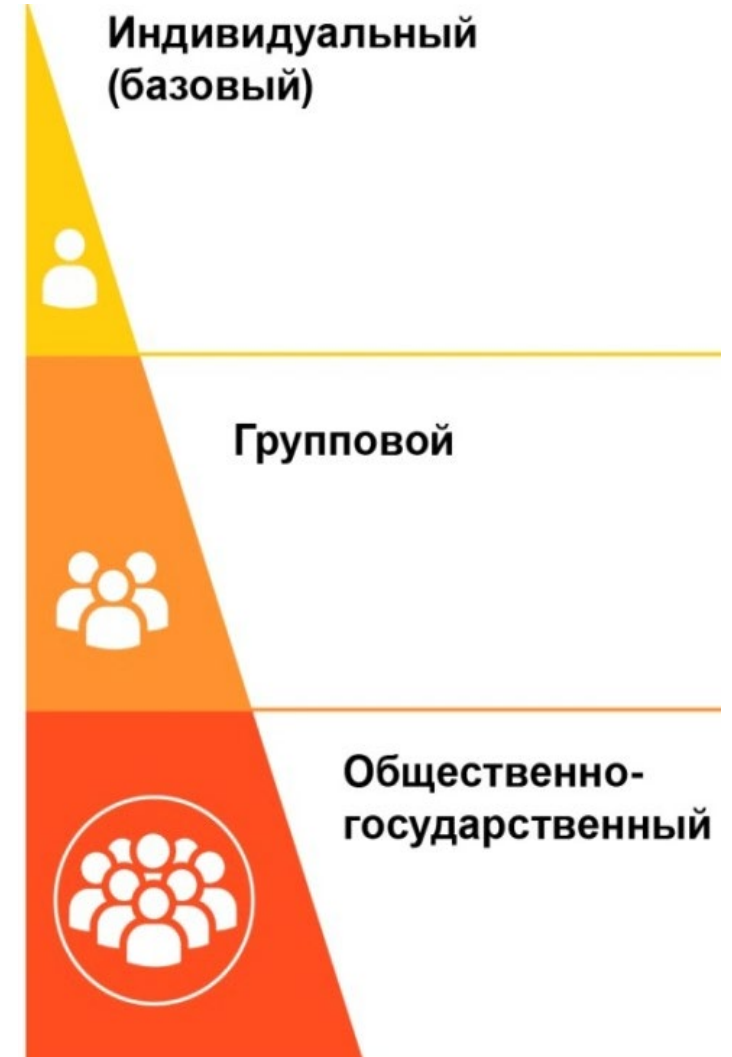 Индивидуальный
(базовый)
Групповой
Общественно-
государственный